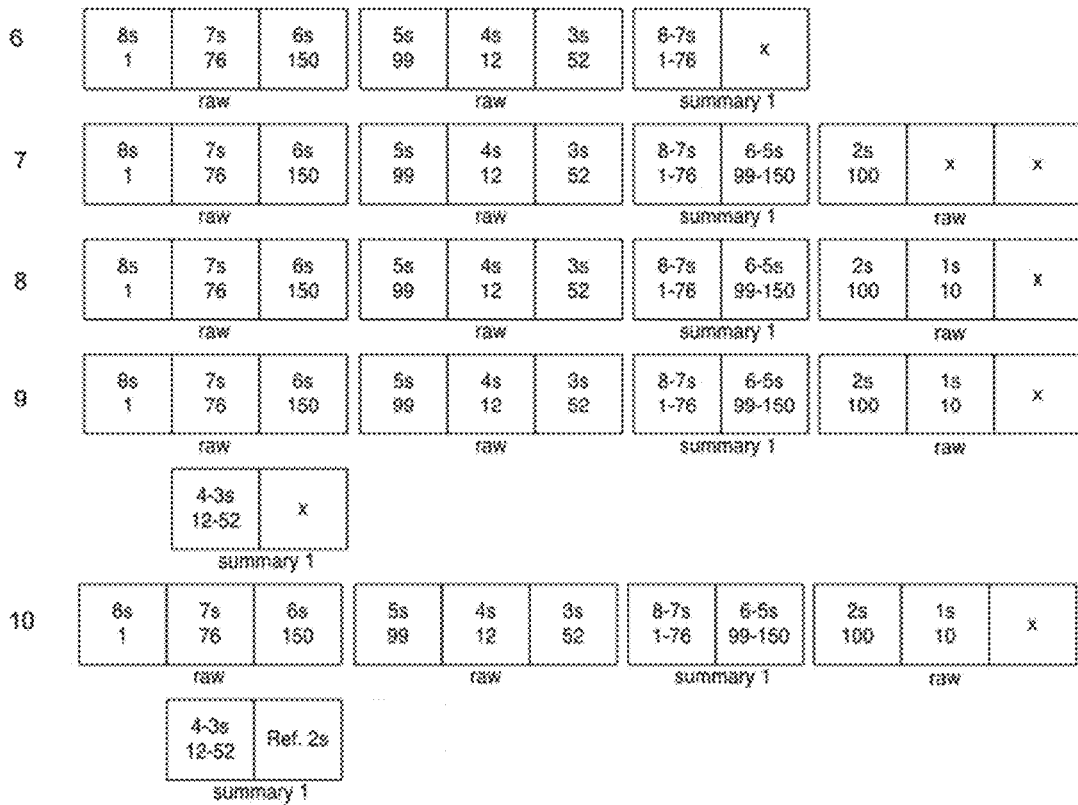 6
8s 7s 6s 5s 4s 3s 8-7s
1 76 150 99 12 52 1-76 x
raw raw summary 1
7
8s 7s 6s 5s 4s 3s 8-7s 6-5s 2s
1 76 150 99 12 52 1-76 99-150 100 x x
raw raw summary 1 raw
8
8s 7s 6s 5s 4s 3s 8-7s 6-5s 2s 1s
1 76 150 99 12 52 1-76 99-150 100 10 x
raw raw summary 1 raw
9
8s 7s 6s 5s 4s 3s 8-7s 6-5s 2s 1s
1 76 150 99 12 52 1-76 99-150 100 10 x
raw raw summary 1 raw
4-3s
12-52 x
summary 1
10
8s 7s 6s 5s 4s 3s 8-7s 6-5s 2s 1s
1 76 150 99 12 52 1-76 99-150 100 10 x
raw raw summary 1 raw
4-3s
12-52 Ref. 2s
summary 1